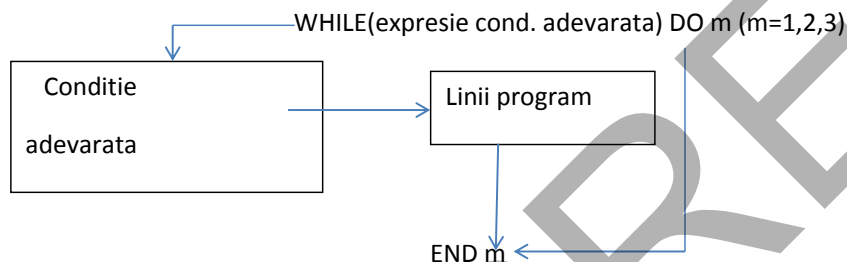 WHILE(expresie cond. adevarata) DO m (m=1,2,3)
Conditie
adevarata
Linii program
END m